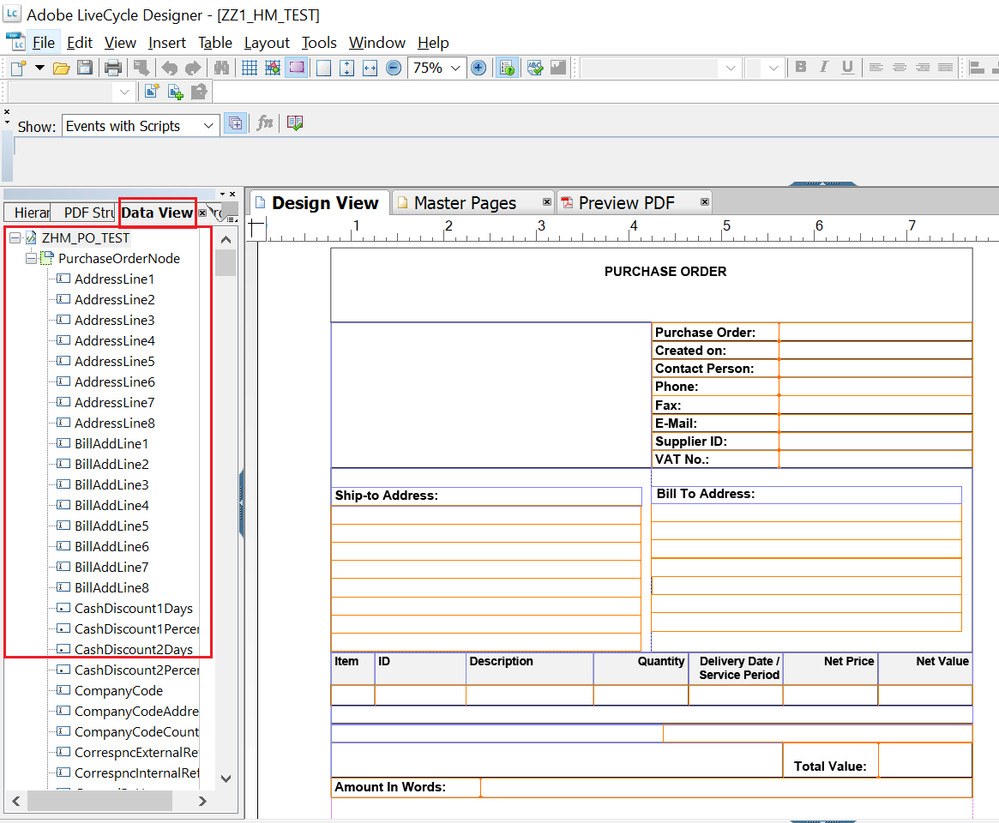 Lc Adobe LiveCycle Designer - [ZZ1_HM_TEST]
File Edit View Insert Table Layout Tools Window Help
75% B I U
Show: Events with Scripts fn
Hierar PDF Stru Data View
Design View Master Pages Preview PDF
1 2 3 4 5 6 7
ZHM_PO_TEST
PurchaseOrderNode
AddressLine1
AddressLine2
AddressLine3
AddressLine4
AddressLine5
AddressLine6
AddressLine7
AddressLine8
BillAddLine1
BillAddLine2
BillAddLine3
BillAddLine4
BillAddLine5
BillAddLine6
BillAddLine7
BillAddLine8
CashDiscount1Days
CashDiscount1Percer
CashDiscount2Days
CashDiscount2Percer
CompanyCode
CompanyCodeAddre
CompanyCodeCount
CorrespncExternalRe
CorrespncInternalRef
PURCHASE ORDER
Purchase Order:
Created on:
Contact Person:
Phone:
Fax:
E-Mail:
Supplier ID:
VAT No.:
Ship-to Address:
Bill To Address:
Item ID Description Quantity Delivery Date / Net Price Net Value
Service Period
Total Value:
Amount In Words: